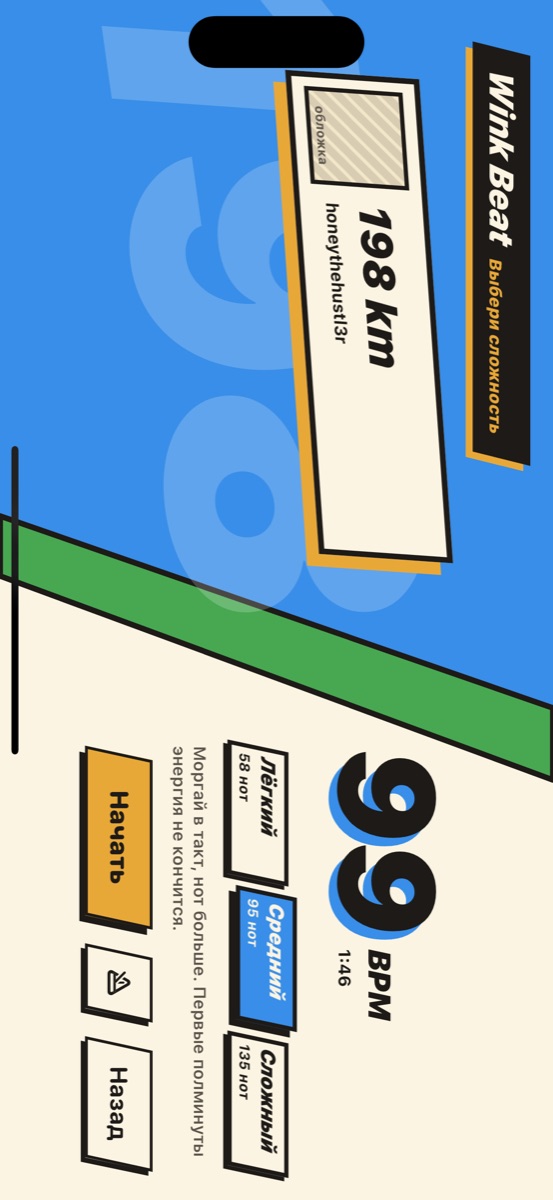 Wink Beat Выбери сложность
обложка
198 km
honeythehustl3r
198
99 BPM
1:46
Лёгкий
58 нот
Средний
95 нот
Сложный
135 нот
Моргай в такт, нот больше. Первые полминуты
энергия не кончится.
Начать
Назад